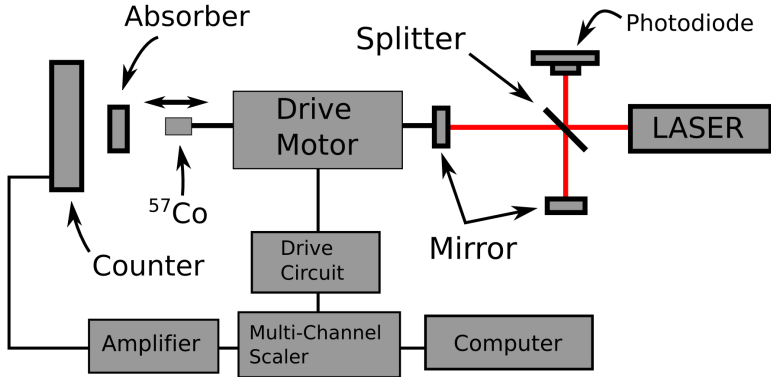 Absorber
Splitter
Photodiode
Drive
Motor
LASER
⁵⁷Co
Counter
Mirror
Drive
Circuit
Amplifier
Multi-Channel
Scaler
Computer